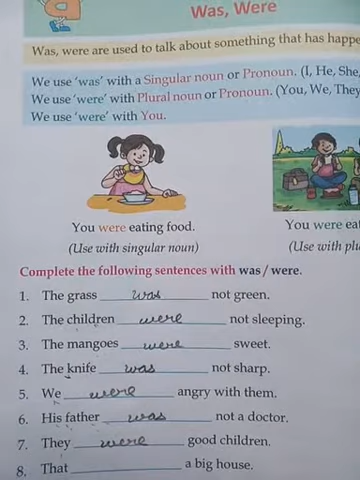 Was, Were
Was, were are used to talk about something that has happe
We use 'was' with a Singular noun or Pronoun. (I, He, She,
We use 'were' with Plural noun or Pronoun. (You, We, They
We use 'were' with You.
You were eating food.
You were eat
(Use with singular noun)
(Use with plu
Complete the following sentences with was / were.
1. The grass was not green.
2. The children were not sleeping.
3. The mangoes were sweet.
4. The knife was not sharp.
5. We were angry with them.
6. His father was not a doctor.
7. They were good children.
8. That ____________ a big house.